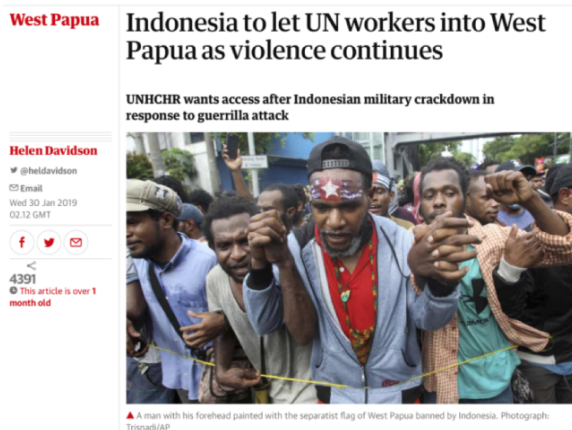 West Papua
Indonesia to let UN workers into West
Papua as violence continues
UNHCHR wants access after Indonesian military crackdown in
response to guerrilla attack
Helen Davidson
@heldavidson
Email
Wed 30 Jan 2019
02.12 GMT
4391
This article is over 1
month old
A man with his forehead painted with the separatist flag of West Papua banned by Indonesia. Photograph:
Trisnadi/AP